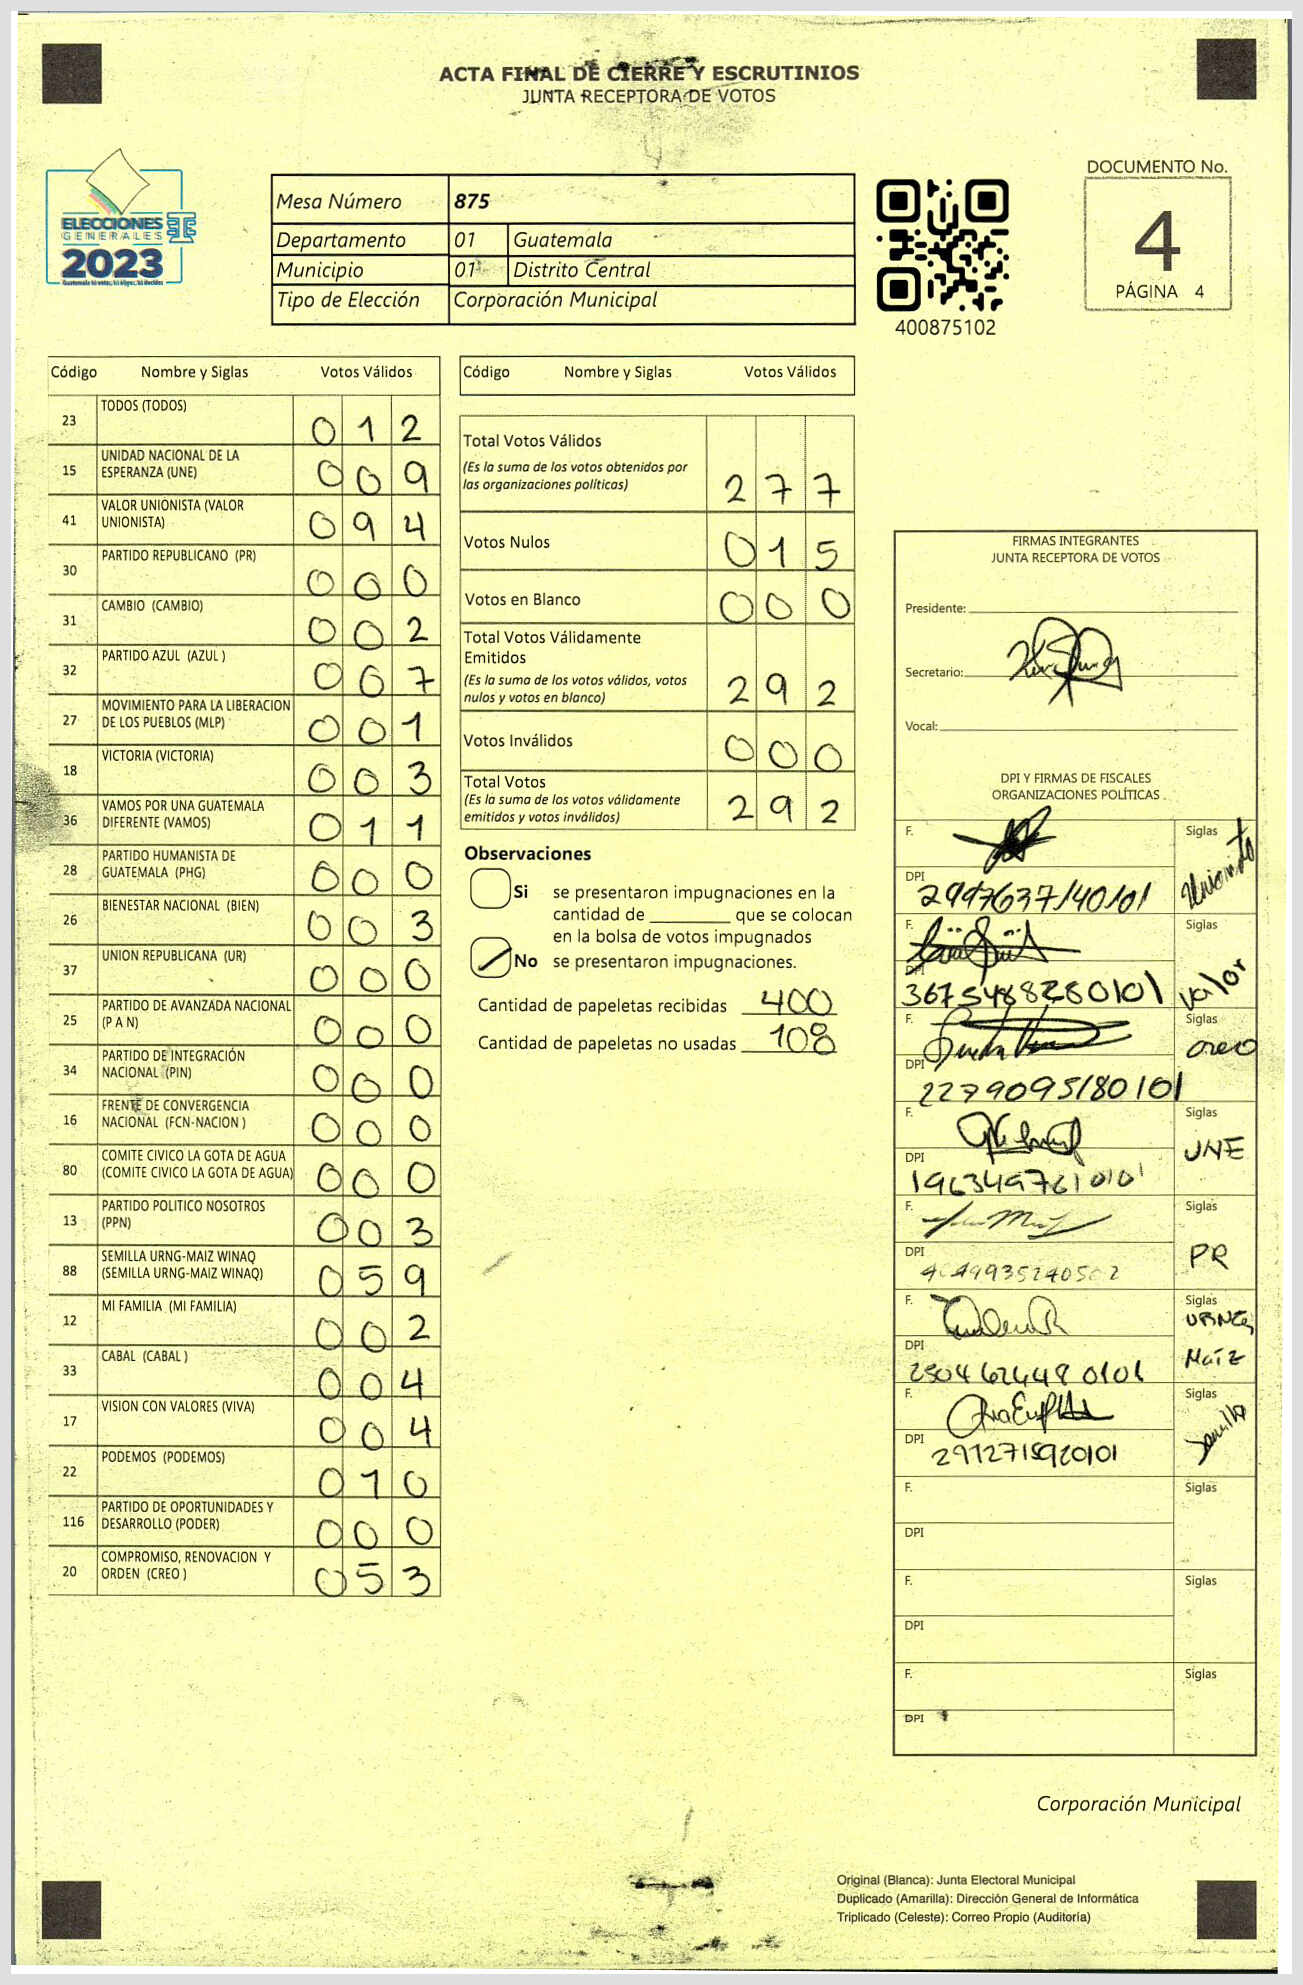 ACTA FINAL DE CIERRE Y ESCRUTINIOS
JUNTA RECEPTORA DE VOTOS
ELECCIONES
GENERALES
2023
Mesa Número 875
Departamento 01 Guatemala
Municipio 01 Distrito Central
Tipo de Elección Corporación Municipal
400875102
DOCUMENTO No.
4
PÁGINA 4
Código Nombre y Siglas Votos Válidos
23 TODOS (TODOS) 0 1 2
15 UNIDAD NACIONAL DE LA
ESPERANZA (UNE) 0 0 9
41 VALOR UNIONISTA (VALOR
UNIONISTA) 0 9 4
30 PARTIDO REPUBLICANO (PR) 0 0 0
31 CAMBIO (CAMBIO) 0 0 2
32 PARTIDO AZUL (AZUL ) 0 0 7
27 MOVIMIENTO PARA LA LIBERACION
DE LOS PUEBLOS (MLP) 0 0 1
18 VICTORIA (VICTORIA) 0 0 3
36 VAMOS POR UNA GUATEMALA
DIFERENTE (VAMOS) 0 1 1
28 PARTIDO HUMANISTA DE
GUATEMALA (PHG) 0 0 0
26 BIENESTAR NACIONAL (BIEN) 0 0 3
37 UNION REPUBLICANA (UR) 0 0 0
25 PARTIDO DE AVANZADA NACIONAL
(P A N) 0 0 0
34 PARTIDO DE INTEGRACIÓN
NACIONAL (PIN) 0 0 0
16 FRENTE DE CONVERGENCIA
NACIONAL (FCN-NACION ) 0 0 0
80 COMITE CIVICO LA GOTA DE AGUA
(COMITE CIVICO LA GOTA DE AGUA) 0 0 0
13 PARTIDO POLITICO NOSOTROS
(PPN) 0 0 3
88 SEMILLA URNG-MAIZ WINAQ
(SEMILLA URNG-MAIZ WINAQ) 0 5 9
12 MI FAMILIA (MI FAMILIA) 0 0 2
33 CABAL (CABAL ) 0 0 4
17 VISION CON VALORES (VIVA) 0 0 4
22 PODEMOS (PODEMOS) 0 1 0
116 PARTIDO DE OPORTUNIDADES Y
DESARROLLO (PODER) 0 0 0
20 COMPROMISO, RENOVACION Y
ORDEN (CREO ) 0 5 3
Código Nombre y Siglas Votos Válidos
Total Votos Válidos
(Es la suma de los votos obtenidos por
las organizaciones políticas) 2 7 7
Votos Nulos 0 1 5
Votos en Blanco 0 0 0
Total Votos Válidamente
Emitidos
(Es la suma de los votos válidos, votos
nulos y votos en blanco) 2 9 2
Votos Inválidos 0 0 0
Total Votos
(Es la suma de los votos válidamente
emitidos y votos inválidos) 2 9 2
Observaciones
Si se presentaron impugnaciones en la
cantidad de ________ que se colocan
en la bolsa de votos impugnados
No se presentaron impugnaciones.
Cantidad de papeletas recibidas 400
Cantidad de papeletas no usadas 108
FIRMAS INTEGRANTES
JUNTA RECEPTORA DE VOTOS
Presidente:
Secretario:
Vocal:
DPI Y FIRMAS DE FISCALES
ORGANIZACIONES POLÍTICAS
F. Siglas Unionista
DPI
F. Siglas Valor
DPI 3675488280101
F. Siglas Creo
DPI 2279095180101
F. Siglas UNE
DPI 1963497610101
F. Siglas PR
DPI
F. Siglas URNG
Maíz
DPI 2504624480101
F. Siglas Semilla
DPI 2992715920101
F. Siglas
DPI
F. Siglas
DPI
F. Siglas
DPI
Corporación Municipal
Original (Blanca): Junta Electoral Municipal
Duplicado (Amarilla): Dirección General de Informática
Triplicado (Celeste): Correo Propio (Auditoría)